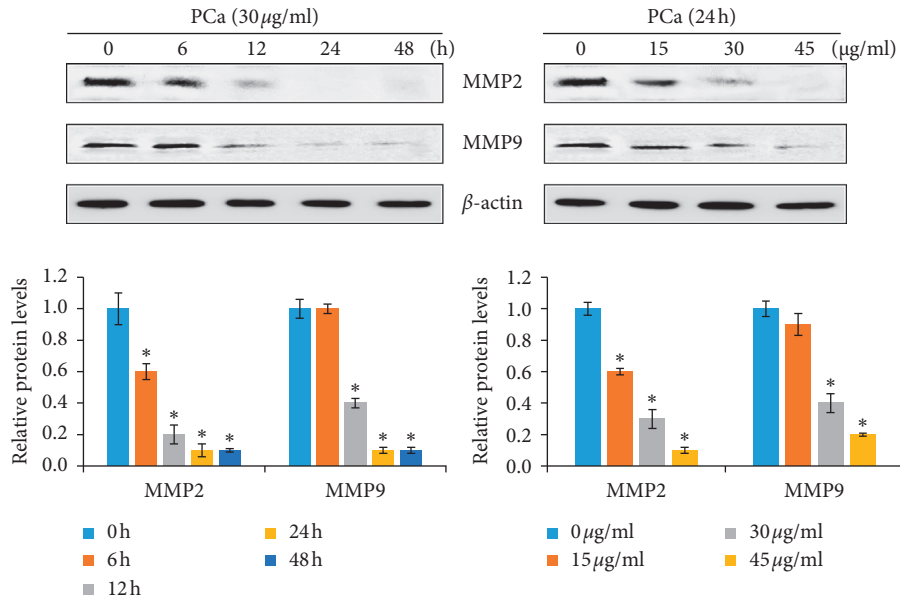 PCa (30 μg/ml)
0 6 12 24 48 (h)
PCa (24 h)
0 15 30 45 (μg/ml)
MMP2
MMP9
β-actin
Relative protein levels
1.2
1.0
0.8
0.6
0.4
0.2
0.0
* * * * * * *
MMP2 MMP9
0 h
6 h
12 h
24 h
48 h
Relative protein levels
1.2
1.0
0.8
0.6
0.4
0.2
0.0
* * * * *
MMP2 MMP9
0 μg/ml
15 μg/ml
30 μg/ml
45 μg/ml